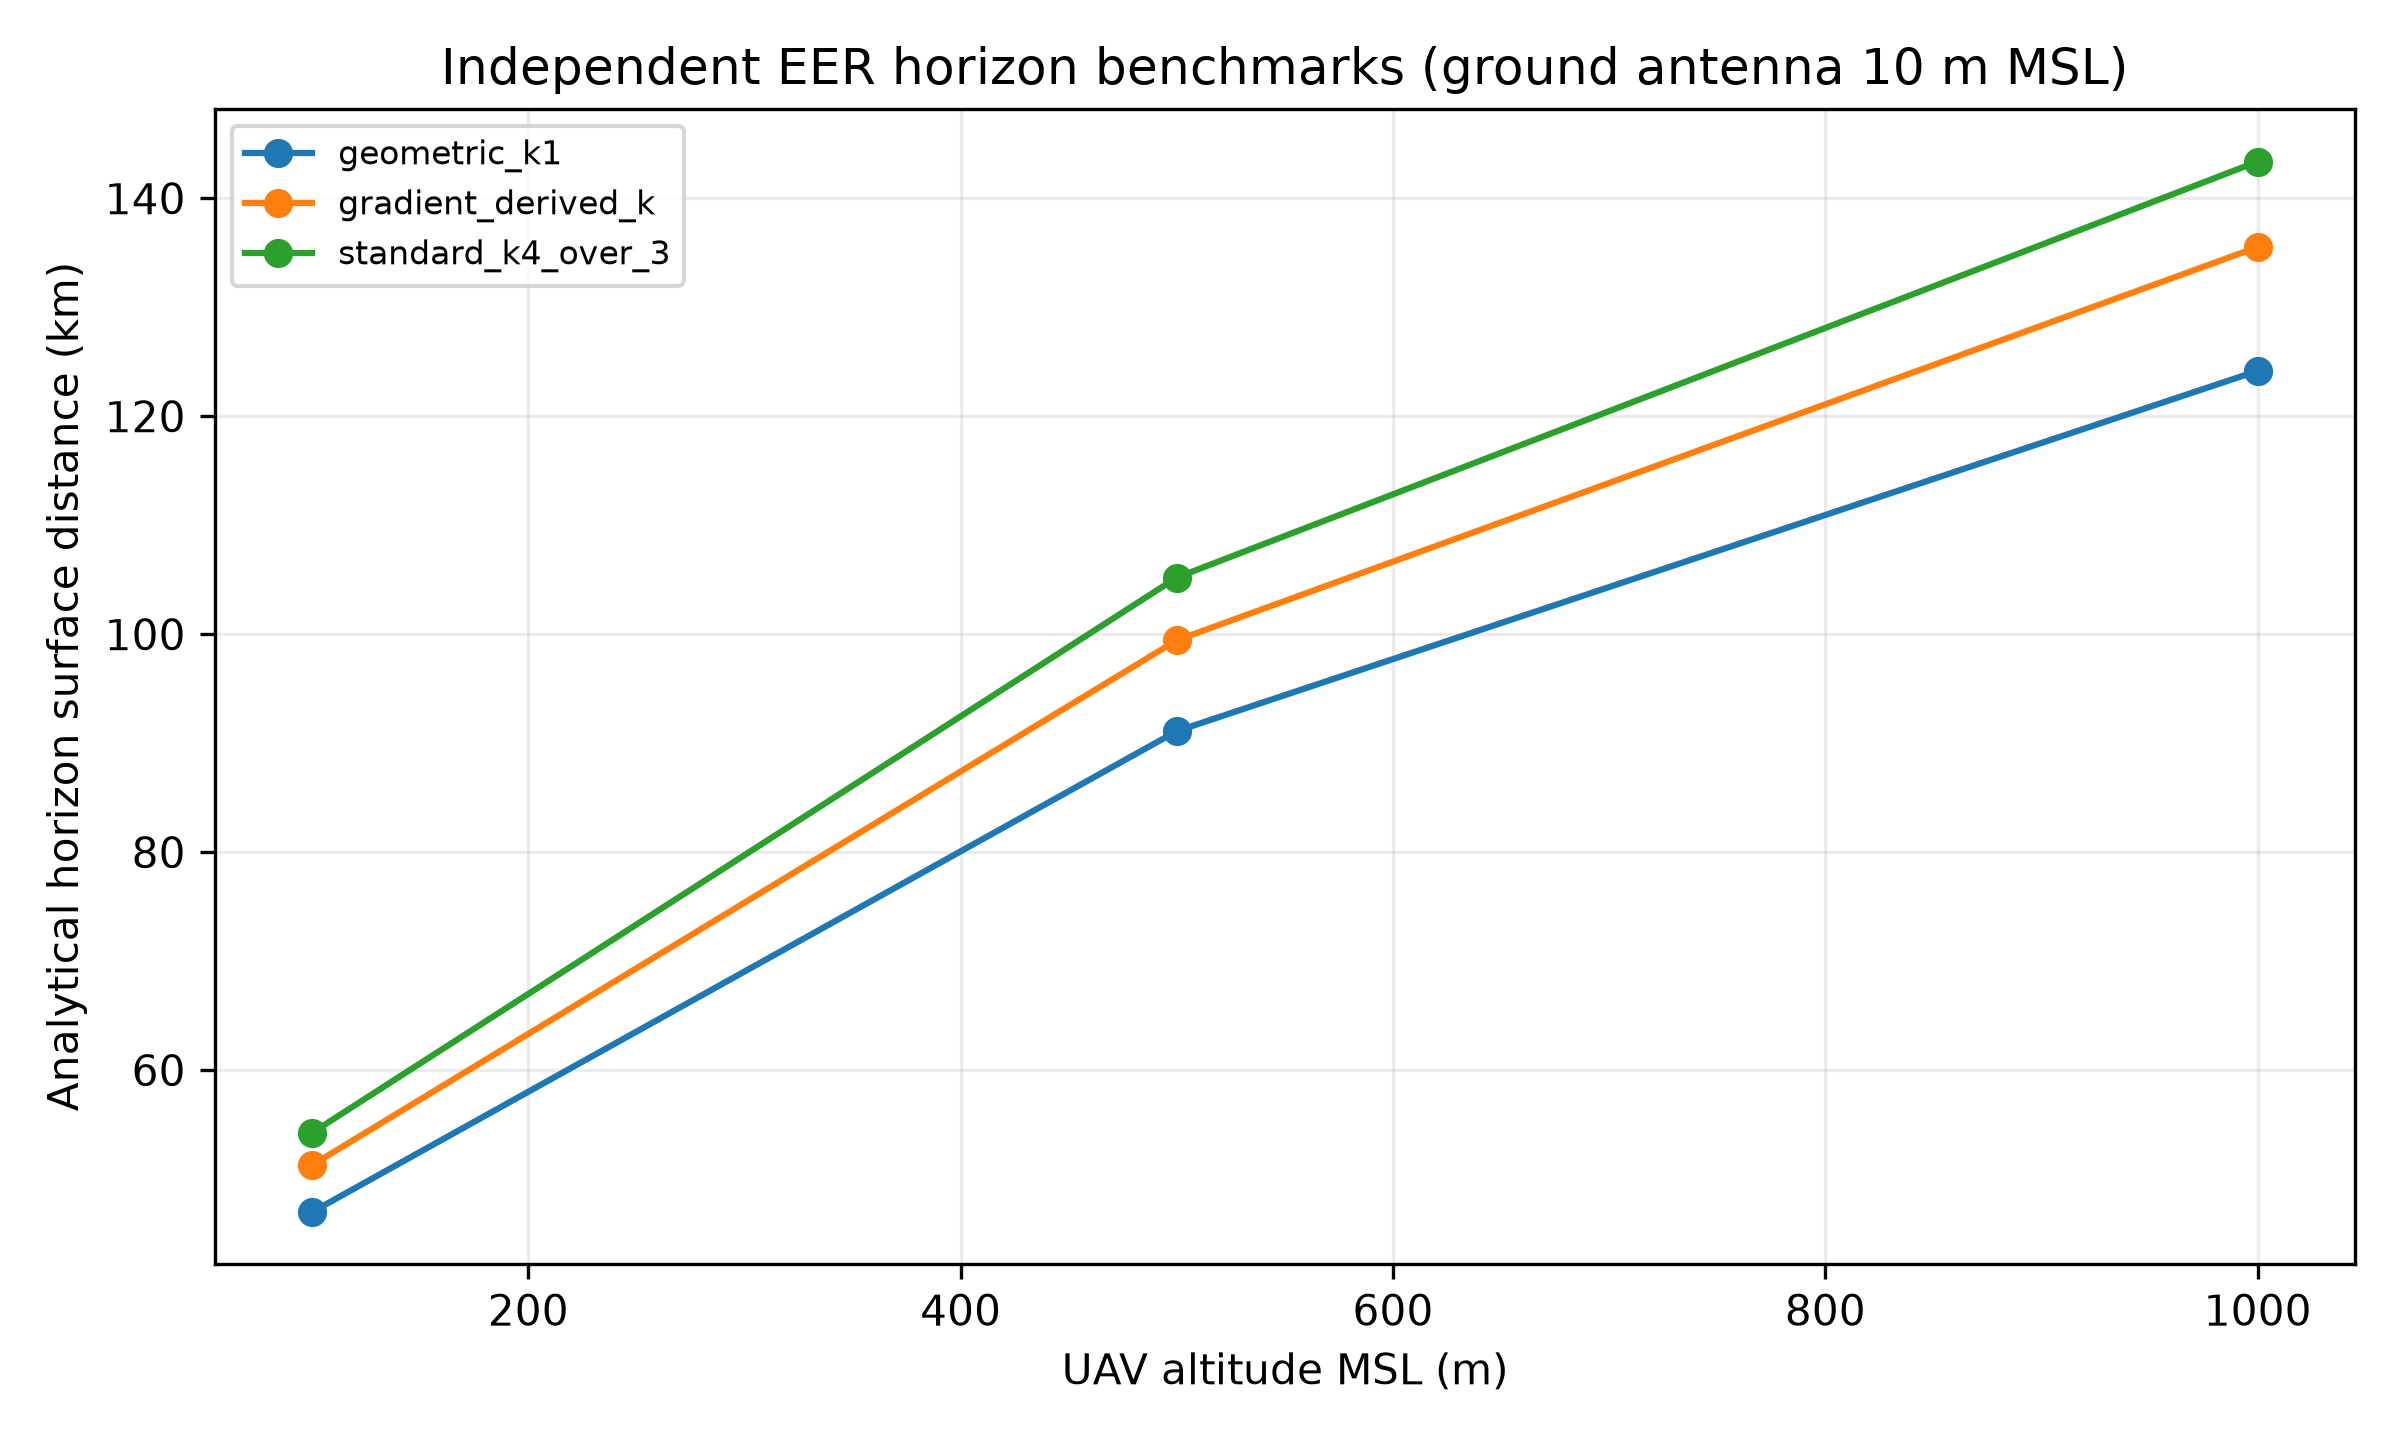 Independent EER horizon benchmarks (ground antenna 10 m MSL)
geometric_k1
gradient_derived_k
standard_k4_over_3
Analytical horizon surface distance (km)
140
120
100
80
60
200 400 600 800 1000
UAV altitude MSL (m)